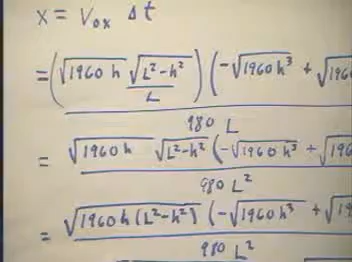 x = V₀ₓ Δt
= (√1960 h √L²-h² / L) (-√1960 h³ + √196
980 L
= √1960 h √L²-h² (-√1960 h³ + √196
980 L²
= √1960 h (L²-h²) (-√1960 h³ + √19
980 L²